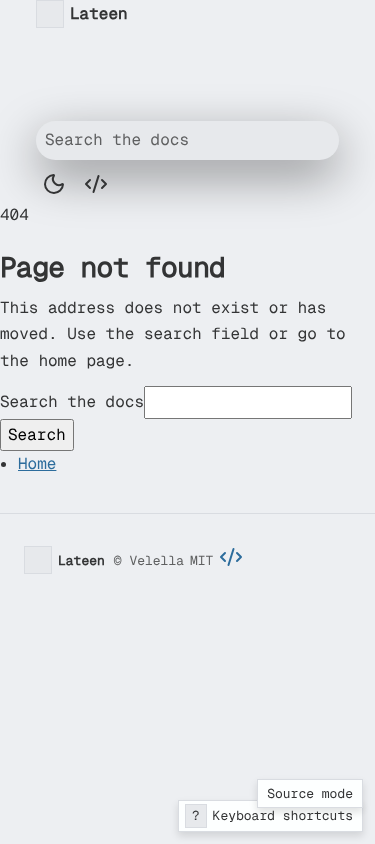 Lateen
Search the docs
404
Page not found
This address does not exist or has
moved. Use the search field or go to
the home page.
Search the docs
Search
Home
Lateen © Velella MIT
Source mode
? Keyboard shortcuts